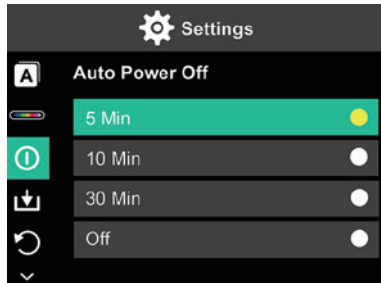 Settings
A
Auto Power Off
5 Min
10 Min
30 Min
Off